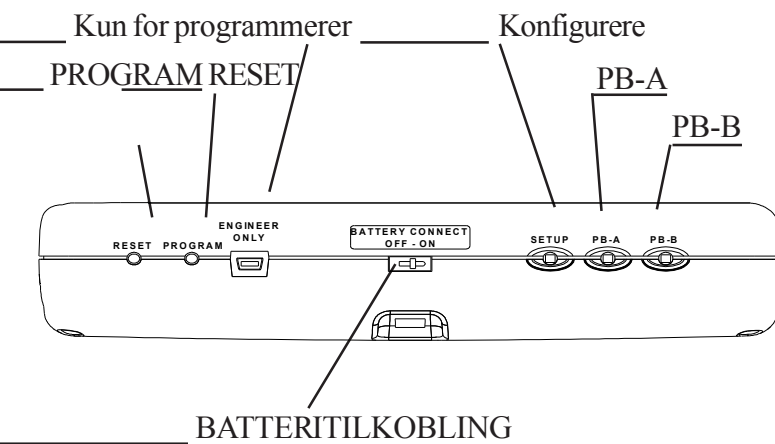 Kun for programmerer Konfigurere
PROGRAM RESET PB-A
PB-B
ENGINEER
ONLY
RESET PROGRAM
BATTERY CONNECT
OFF - ON
SETUP PB-A PB-B
BATTERITILKOBLING